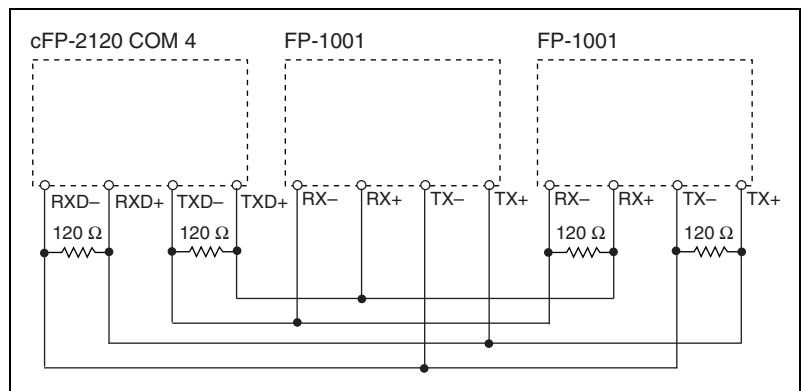 cFP-2120 COM 4 FP-1001 FP-1001
RXD– RXD+ TXD– TXD+ RX– RX+ TX– TX+ RX– RX+ TX– TX+
120 Ω 120 Ω 120 Ω 120 Ω